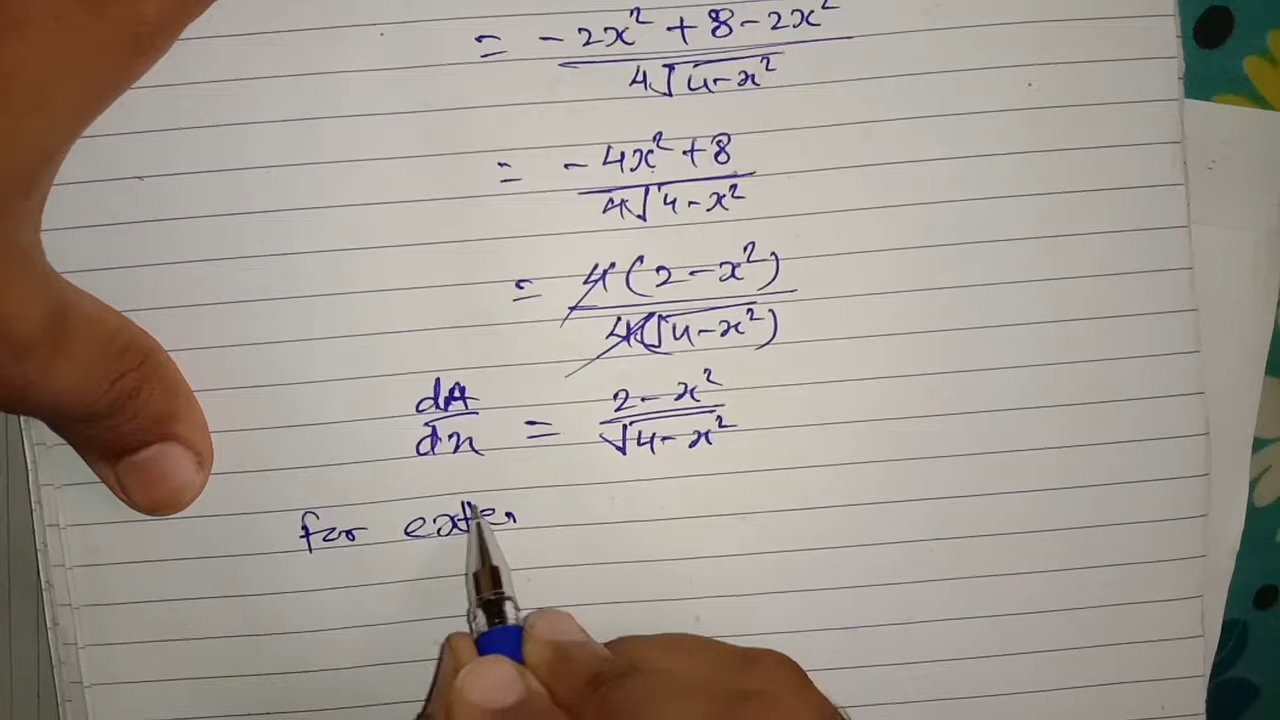 = -2x² + 8 - 2x² / 4√4-x²
= -4x² + 8 / 4√4-x²
= 4(2-x²) / 4(√4-x²)
dA/dx = 2-x² / √4-x²
for exter